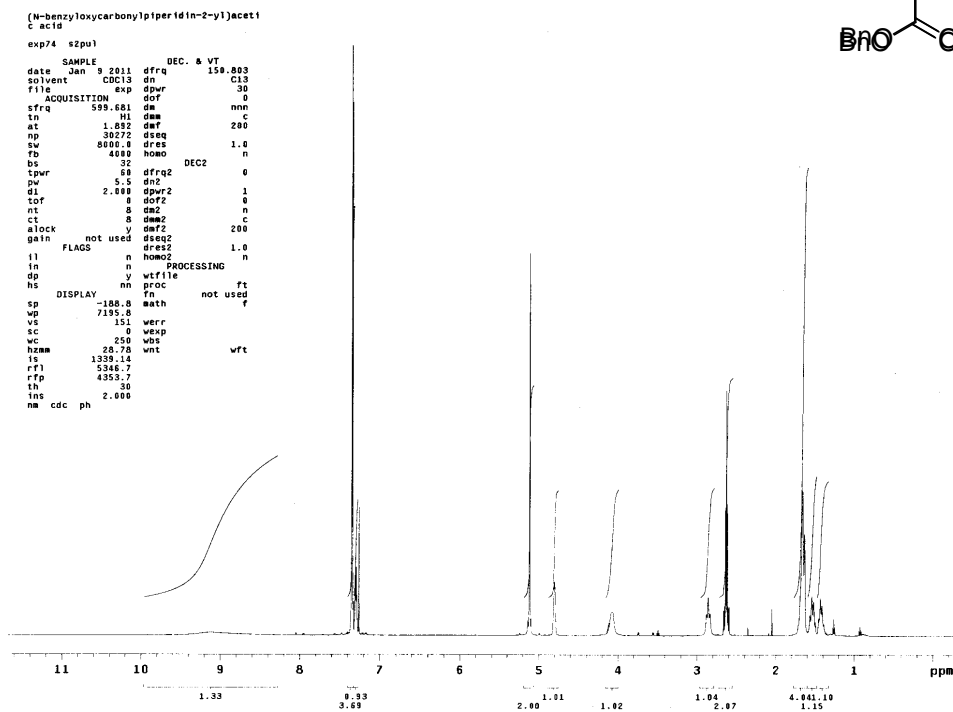 (N-benzyloxycarbonylpiperidin-2-yl)aceti
c acid
exp74 s2pul
SAMPLE DEC. & VT
date Jan 9 2011 dfrq 150.803
solvent CDCl3 dn C13
file exp dpwr 30
ACQUISITION dof 0
sfrq 599.681 dm nnn
tn H1 dmm c
at 1.892 dmf 200
np 30272 dseq
sw 8000.0 dres 1.0
fb 4000 homo n
bs 32 DEC2
tpwr 60 dfrq2 0
pw 5.5 dn2
d1 2.000 dpwr2 1
tof 0 dof2 0
nt 8 dm2 n
ct 8 dmm2 c
alock y dmf2 200
gain not used dseq2
FLAGS dres2 1.0
il n homo2 n
in n PROCESSING
dp y wtfile
hs nn proc ft
DISPLAY fn not used
sp -188.8 math f
wp 7195.8
vs 151 werr
sc 0 wexp
wc 250 wbs
hzmm 28.78 wnt wft
is 1339.14
rfl 5346.7
rfp 4353.7
th 30
ins 2.000
nm cdc ph
BnO O
11 10 9 8 7 6 5 4 3 2 1 ppm
1.33 0.93 1.01 1.04 4.04 1.10
3.69 2.00 1.02 2.07 1.15